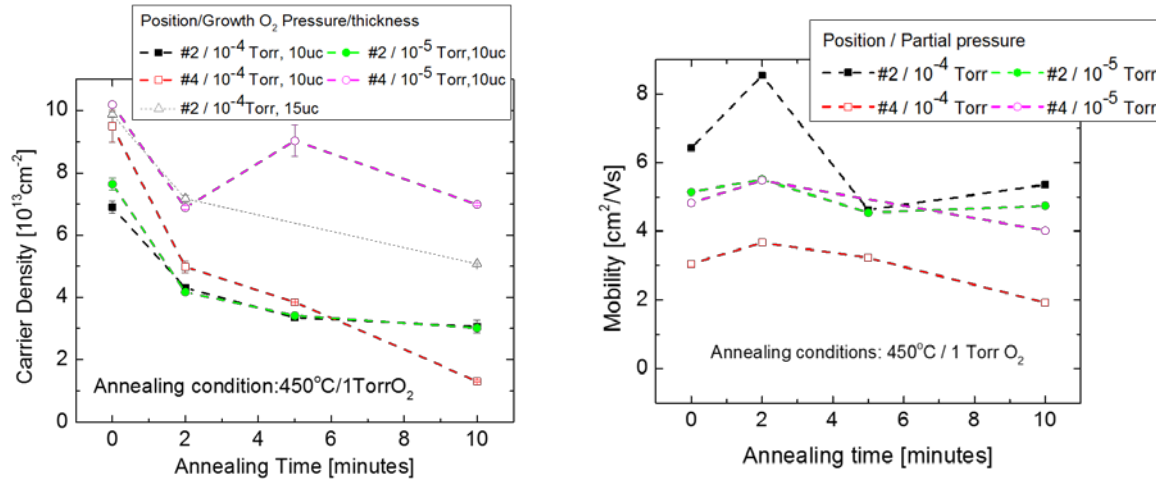 Position/Growth O₂ Pressure/thickness
#2 / 10⁻⁴ Torr, 10uc #2 / 10⁻⁵ Torr,10uc
#4 / 10⁻⁴ Torr, 10uc #4 / 10⁻⁵ Torr,10uc
#2 / 10⁻⁴Torr, 15uc
Carrier Density [10¹³cm⁻²]
10
8
6
4
2
0
Annealing condition:450°C/1TorrO₂
0 2 4 6 8 10
Annealing Time [minutes]
Position / Partial pressure
#2 / 10⁻⁴ Torr #2 / 10⁻⁵ Torr
#4 / 10⁻⁴ Torr #4 / 10⁻⁵ Torr
Mobility [cm²/Vs]
8
6
4
2
0
Annealing conditions: 450°C / 1 Torr O₂
0 2 4 6 8 10
Annealing time [minutes]